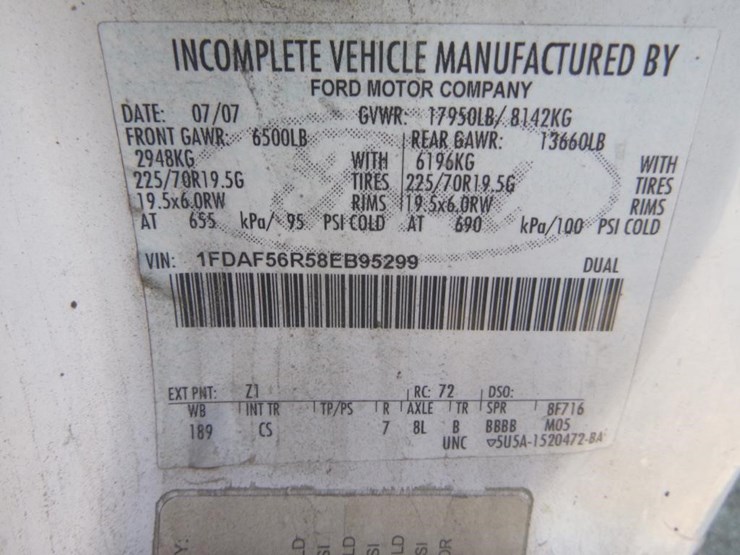 INCOMPLETE VEHICLE MANUFACTURED BY
FORD MOTOR COMPANY
DATE: 07/07 GVWR: 17950LB/ 8142KG
FRONT GAWR: 6500LB REAR GAWR: 13660LB
2948KG WITH 6196KG WITH
225/70R19.5G TIRES 225/70R19.5G TIRES
19.5x6.0RW RIMS 19.5x6.0RW RIMS
AT 655 kPa/ 95 PSI COLD AT 690 kPa/100 PSI COLD
VIN: 1FDAF56R58EB95299 DUAL
EXT PNT: Z1 RC: 72 DSO:
WB INT TR TP/PS R AXLE TR SPR 8F716
189 CS 7 8L B BBBB M05
UNC ▽5U5A-1520472-BA